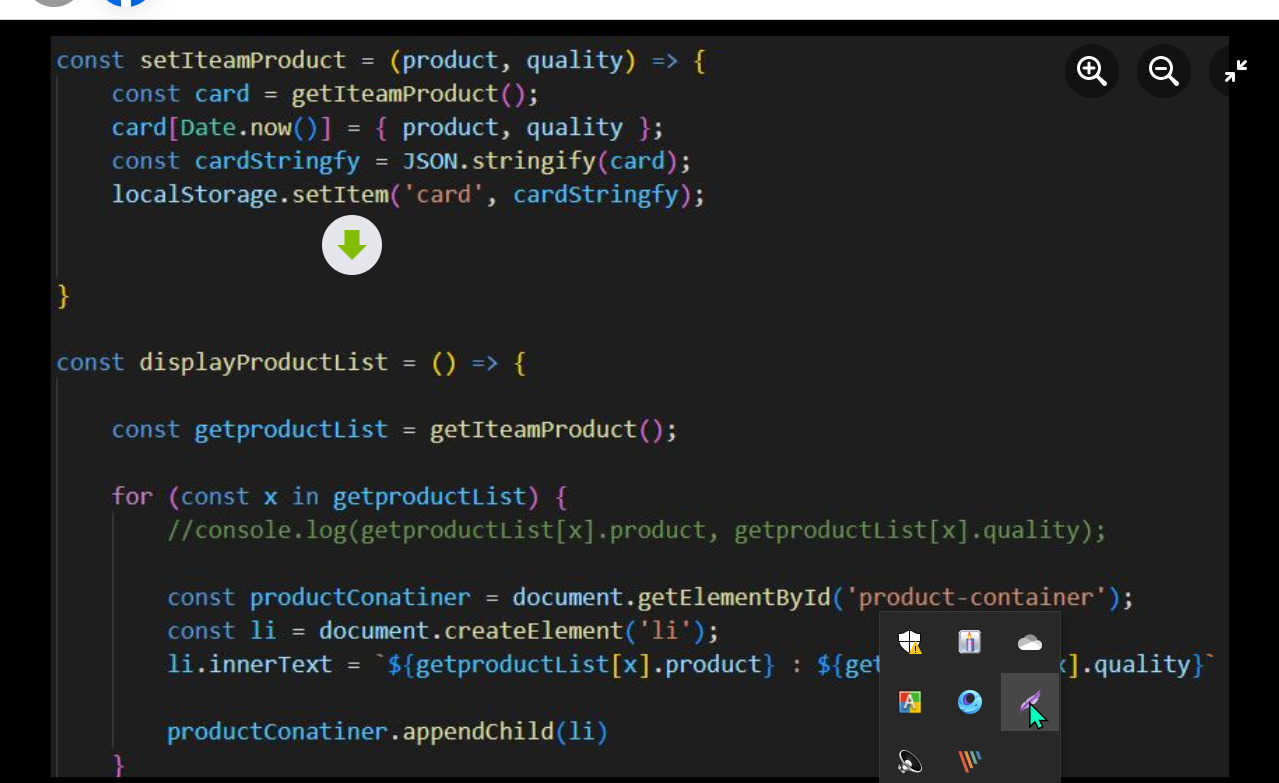 const setIteamProduct = (product, quality) => {
const card = getIteamProduct();
card[Date.now()] = { product, quality };
const cardStringfy = JSON.stringify(card);
localStorage.setItem('card', cardStringfy);
}
const displayProductList = () => {
const getproductList = getIteamProduct();
for (const x in getproductList) {
//console.log(getproductList[x].product, getproductList[x].quality);
const productConatiner = document.getElementById('product-container');
const li = document.createElement('li');
li.innerText = `${getproductList[x].product} : ${get x].quality}`
productConatiner.appendChild(li)
}